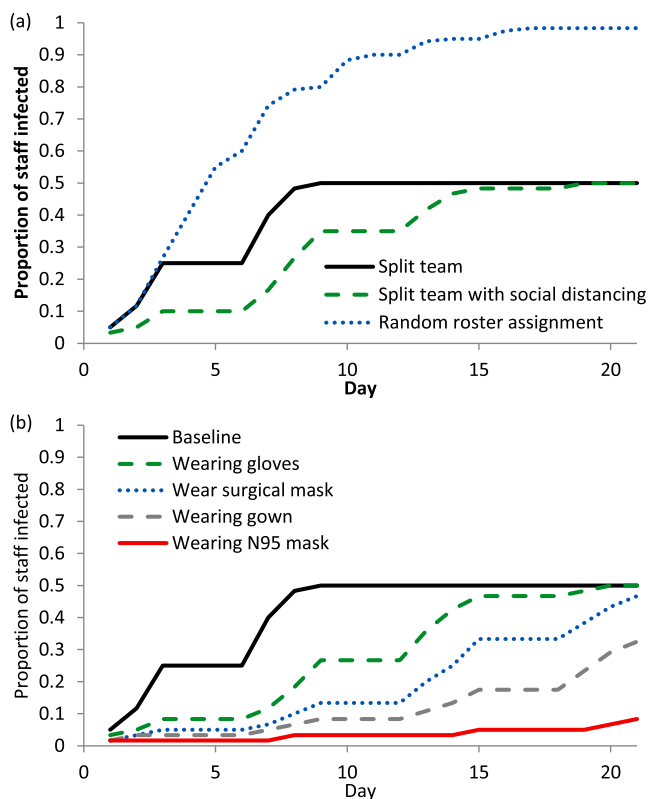 (a)
1
0.9
0.8
0.7
0.6
0.5
0.4
0.3
0.2
0.1
0
Proportion of staff infected
Split team
Split team with social distancing
Random roster assignment
0 5 10 15 20
Day
(b)
1
0.9
0.8
0.7
0.6
0.5
0.4
0.3
0.2
0.1
0
Proportion of staff infected
Baseline
Wearing gloves
Wear surgical mask
Wearing gown
Wearing N95 mask
0 5 10 15 20
Day